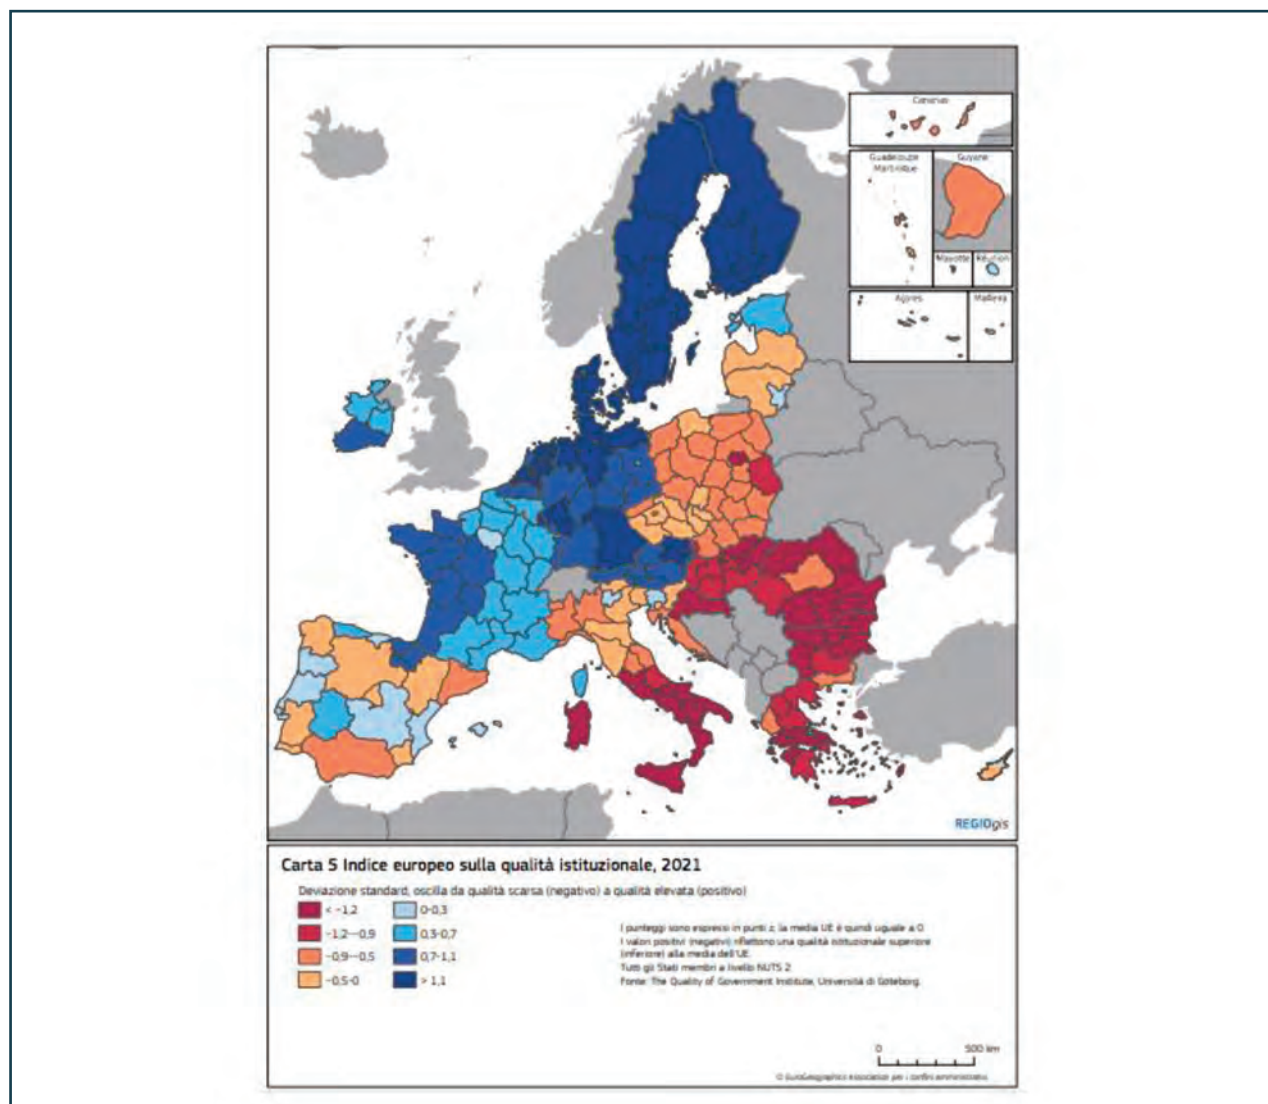 Canarias
Guadeloupe
Martinique
Guyane
Mayotte
Réunion
Açores
Madeira
REGIOgis
Carta 5 Indice europeo sulla qualità istituzionale, 2021
Deviazione standard, oscilla da qualità scarsa (negativo) a qualità elevata (positivo)
< −1,2
−1,2–−0,9
−0,9–−0,5
−0,5-0
0-0,3
0,3-0,7
0,7-1,1
> 1,1
I punteggi sono espressi in punti z, la media UE è quindi uguale a 0
I valori positivi (negativi) riflettono una qualità istituzionale superiore
(inferiore) alla media dell'UE.
Tutti gli Stati membri a livello NUTS 2
Fonte: The Quality of Government Institute, Università di Göteborg.
0 500 km
© EuroGeographics Association per i confini amministrativi